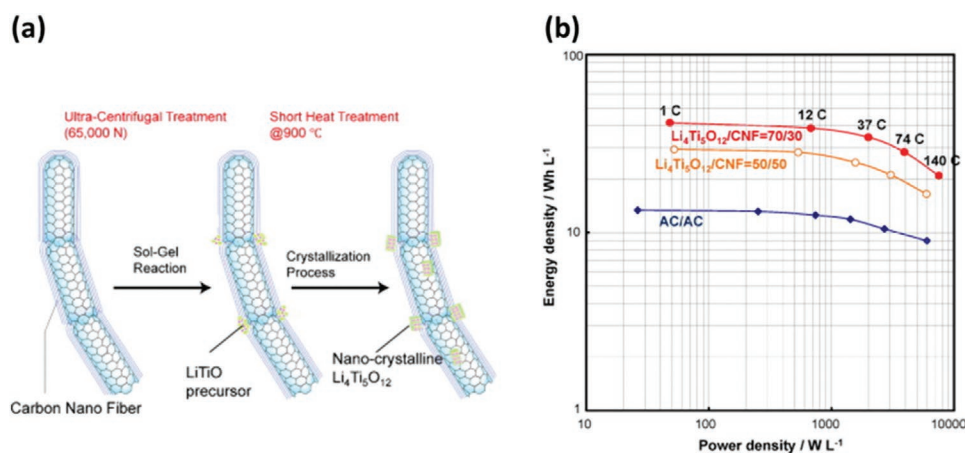 (a)
Ultra-Centrifugal Treatment
(65,000 N)
Short Heat Treatment
@900 ℃
Sol-Gel
Reaction
Crystallization
Process
LiTiO
precursor
Nano-crystalline
Li₄Ti₅O₁₂
Carbon Nano Fiber
(b)
100
10
1
Energy density / Wh L⁻¹
1 C
12 C
37 C
74 C
140 C
Li₄Ti₅O₁₂/CNF=70/30
Li₄Ti₅O₁₂/CNF=50/50
AC/AC
10
100
1000
10000
Power density / W L⁻¹